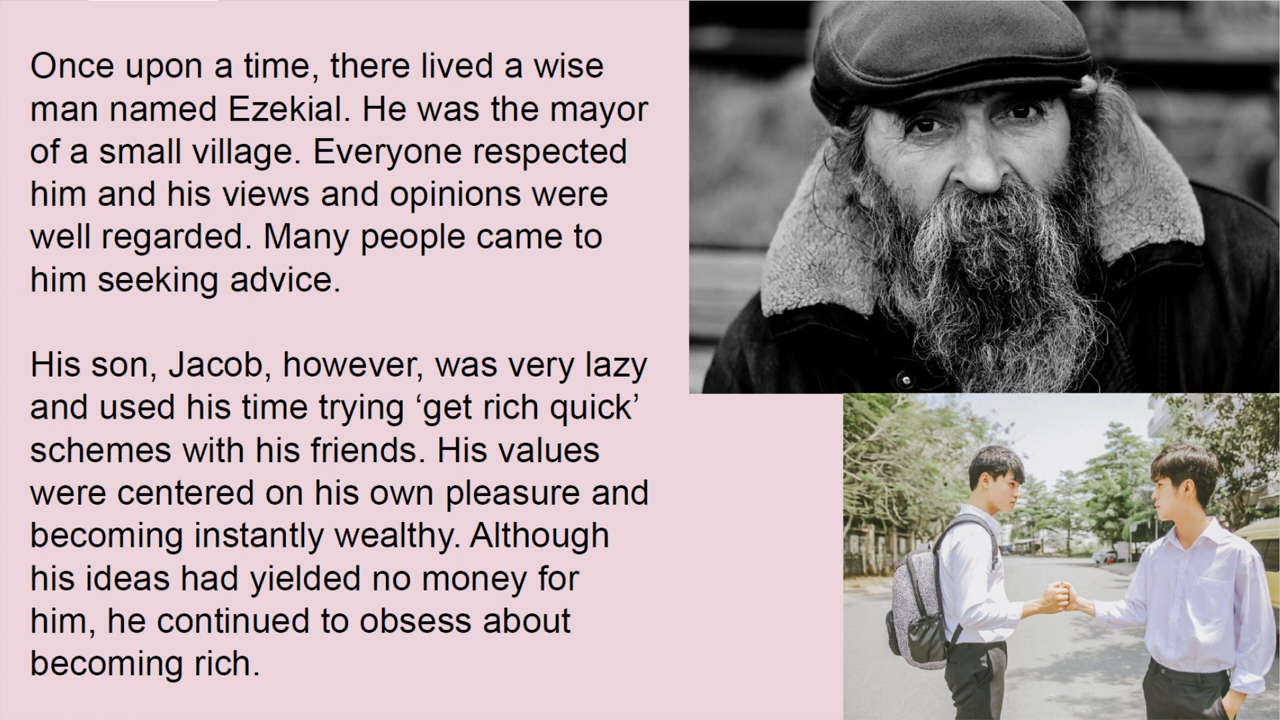 Once upon a time, there lived a wise
man named Ezekial. He was the mayor
of a small village. Everyone respected
him and his views and opinions were
well regarded. Many people came to
him seeking advice.
His son, Jacob, however, was very lazy
and used his time trying ‘get rich quick’
schemes with his friends. His values
were centered on his own pleasure and
becoming instantly wealthy. Although
his ideas had yielded no money for
him, he continued to obsess about
becoming rich.